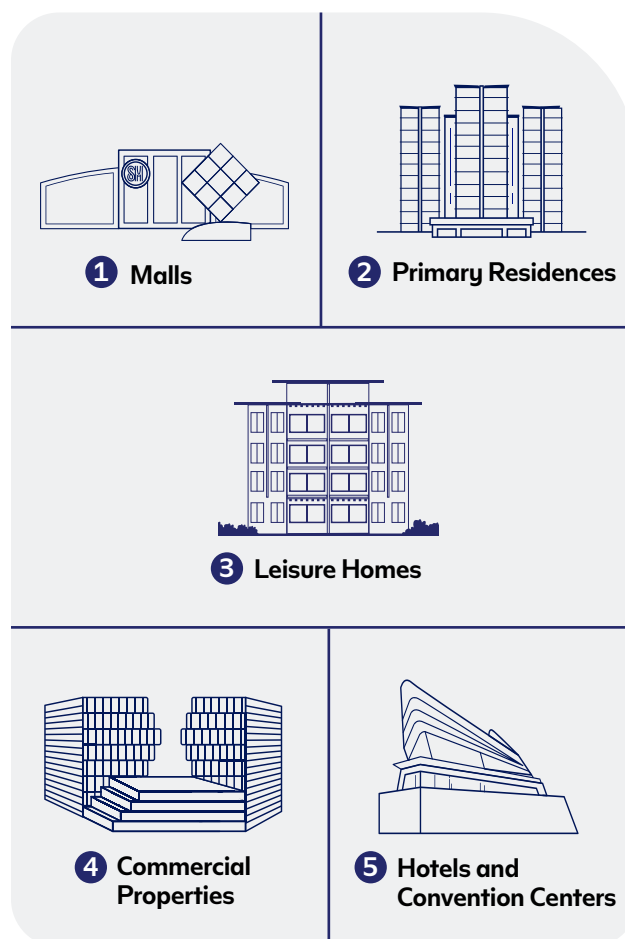 SM
1 Malls
2 Primary Residences
3 Leisure Homes
4 Commercial
Properties
5 Hotels and
Convention Centers